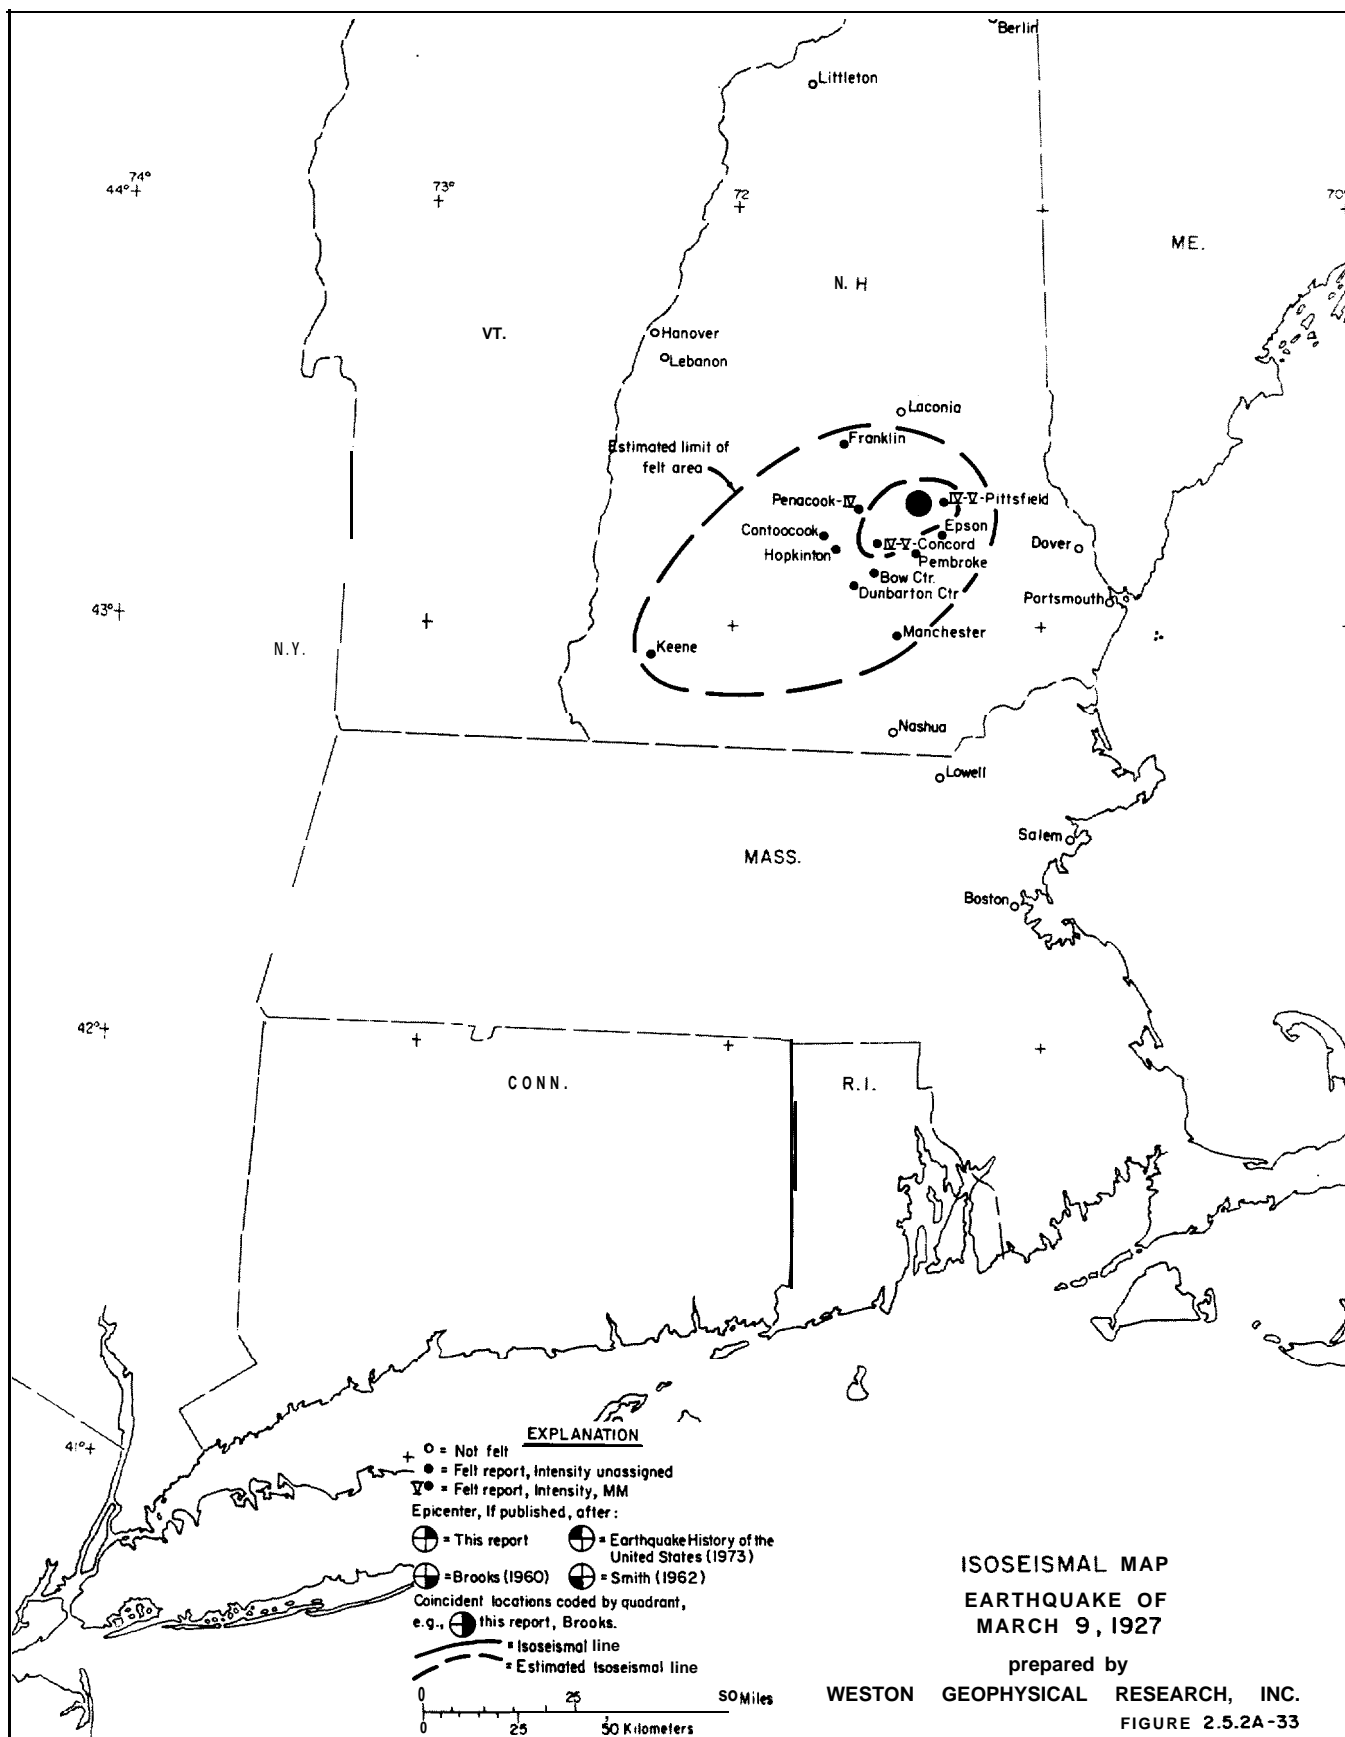 Berlin
Littleton
74°
44°
73°
72
70°
ME.
N. H
VT.
Hanover
Lebanon
Laconia
Franklin
Estimated limit of
felt area
Penacook-IV
IV-V-Pittsfield
Cantoocook
Epson
IV-V-Concord
Dover
Hopkinton
Pembroke
Bow Ctr.
Dunbarton Ctr
Portsmouth
43°
Manchester
N.Y.
Keene
Nashua
Lowell
Salem
MASS.
Boston
42°
CONN.
R.I.
41°
EXPLANATION
= Not felt
= Felt report, Intensity unassigned
V = Felt report, Intensity, MM
Epicenter, If published, after:
= This report
= Earthquake History of the
United States (1973)
= Brooks (1960)
= Smith (1962)
Coincident locations coded by quadrant,
e.g., this report, Brooks.
= Isoseismal line
= Estimated Isoseismal line
0 25 50 Miles
0 25 50 Kilometers
ISOSEISMAL MAP
EARTHQUAKE OF
MARCH 9, 1927
prepared by
WESTON GEOPHYSICAL RESEARCH, INC.
FIGURE 2.5.2A-33